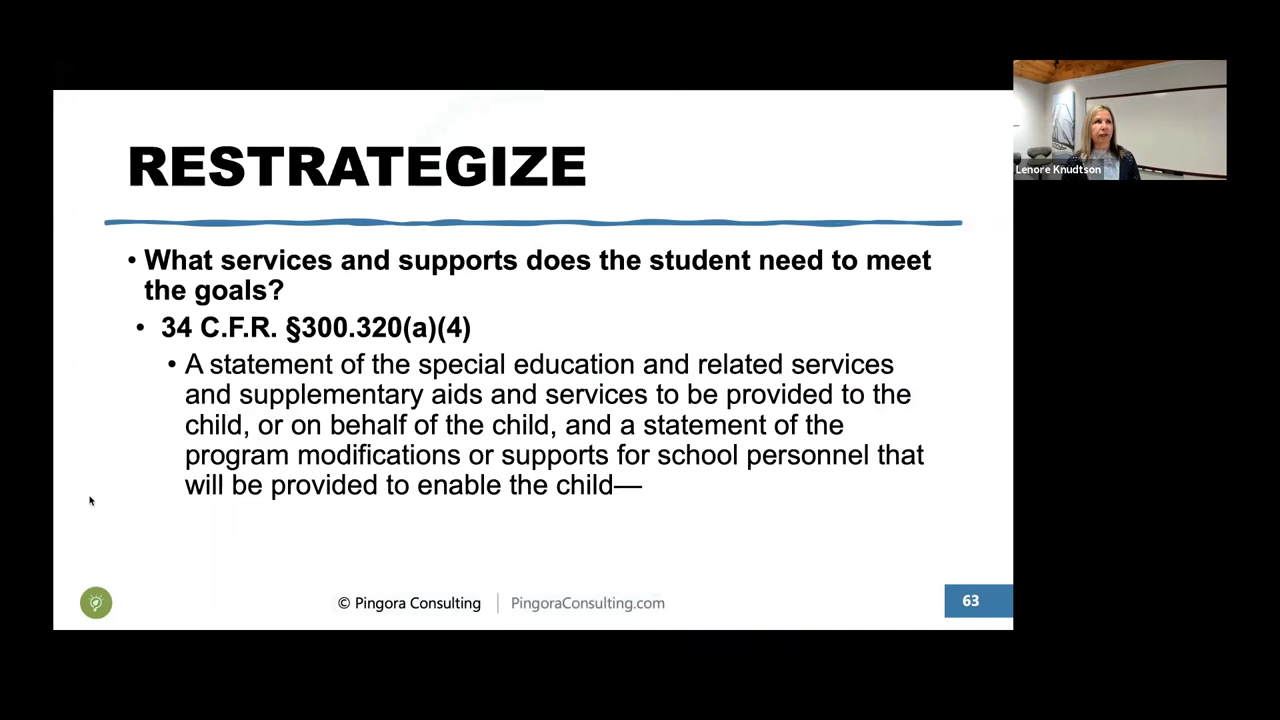 RESTRATEGIZE
• What services and supports does the student need to meet
the goals?
• 34 C.F.R. §300.320(a)(4)
• A statement of the special education and related services
and supplementary aids and services to be provided to the
child, or on behalf of the child, and a statement of the
program modifications or supports for school personnel that
will be provided to enable the child—
© Pingora Consulting | PingoraConsulting.com
63
Lenore Knudtson